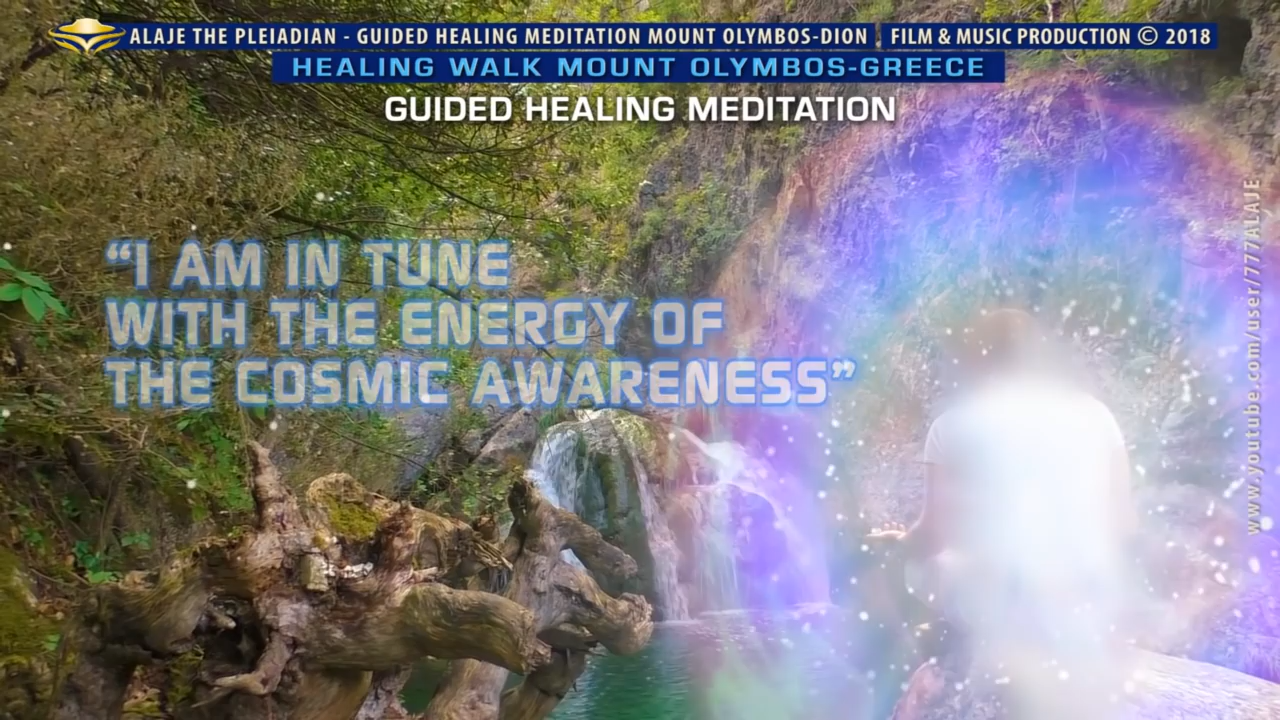 ALAJE THE PLEIADIAN - GUIDED HEALING MEDITATION MOUNT OLYMBOS-DION | FILM & MUSIC PRODUCTION © 2018
HEALING WALK MOUNT OLYMBOS-GREECE
GUIDED HEALING MEDITATION
“I AM IN TUNE
WITH THE ENERGY OF
THE COSMIC AWARENESS”
www.youtube.com/user/777ALAJE